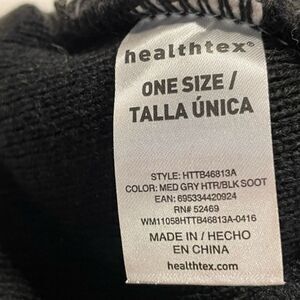 healthtex®
ONE SIZE /
TALLA ÚNICA
STYLE: HTTB46813A
COLOR: MED GRY HTR/BLK SOOT
EAN: 695334420924
RN# 52469
WM11058HTTB46813A-0416
MADE IN / HECHO
EN CHINA
healthtex.com